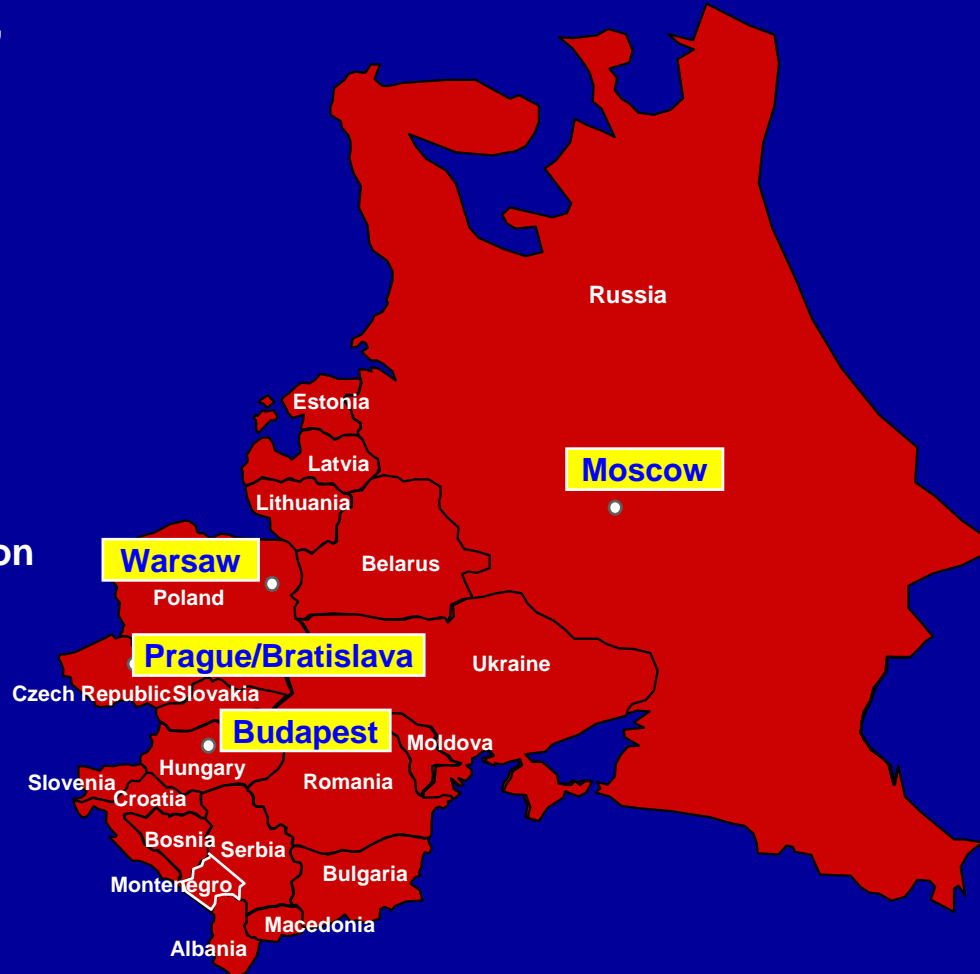 Russia
Estonia
Latvia
Moscow
Lithuania
on
Warsaw
Belarus
Poland
Prague/Bratislava
Ukraine
Czech Republic
Slovakia
Budapest
Moldova
Hungary
Slovenia
Romania
Croatia
Bosnia
Serbia
Bulgaria
Montenegro
Macedonia
Albania